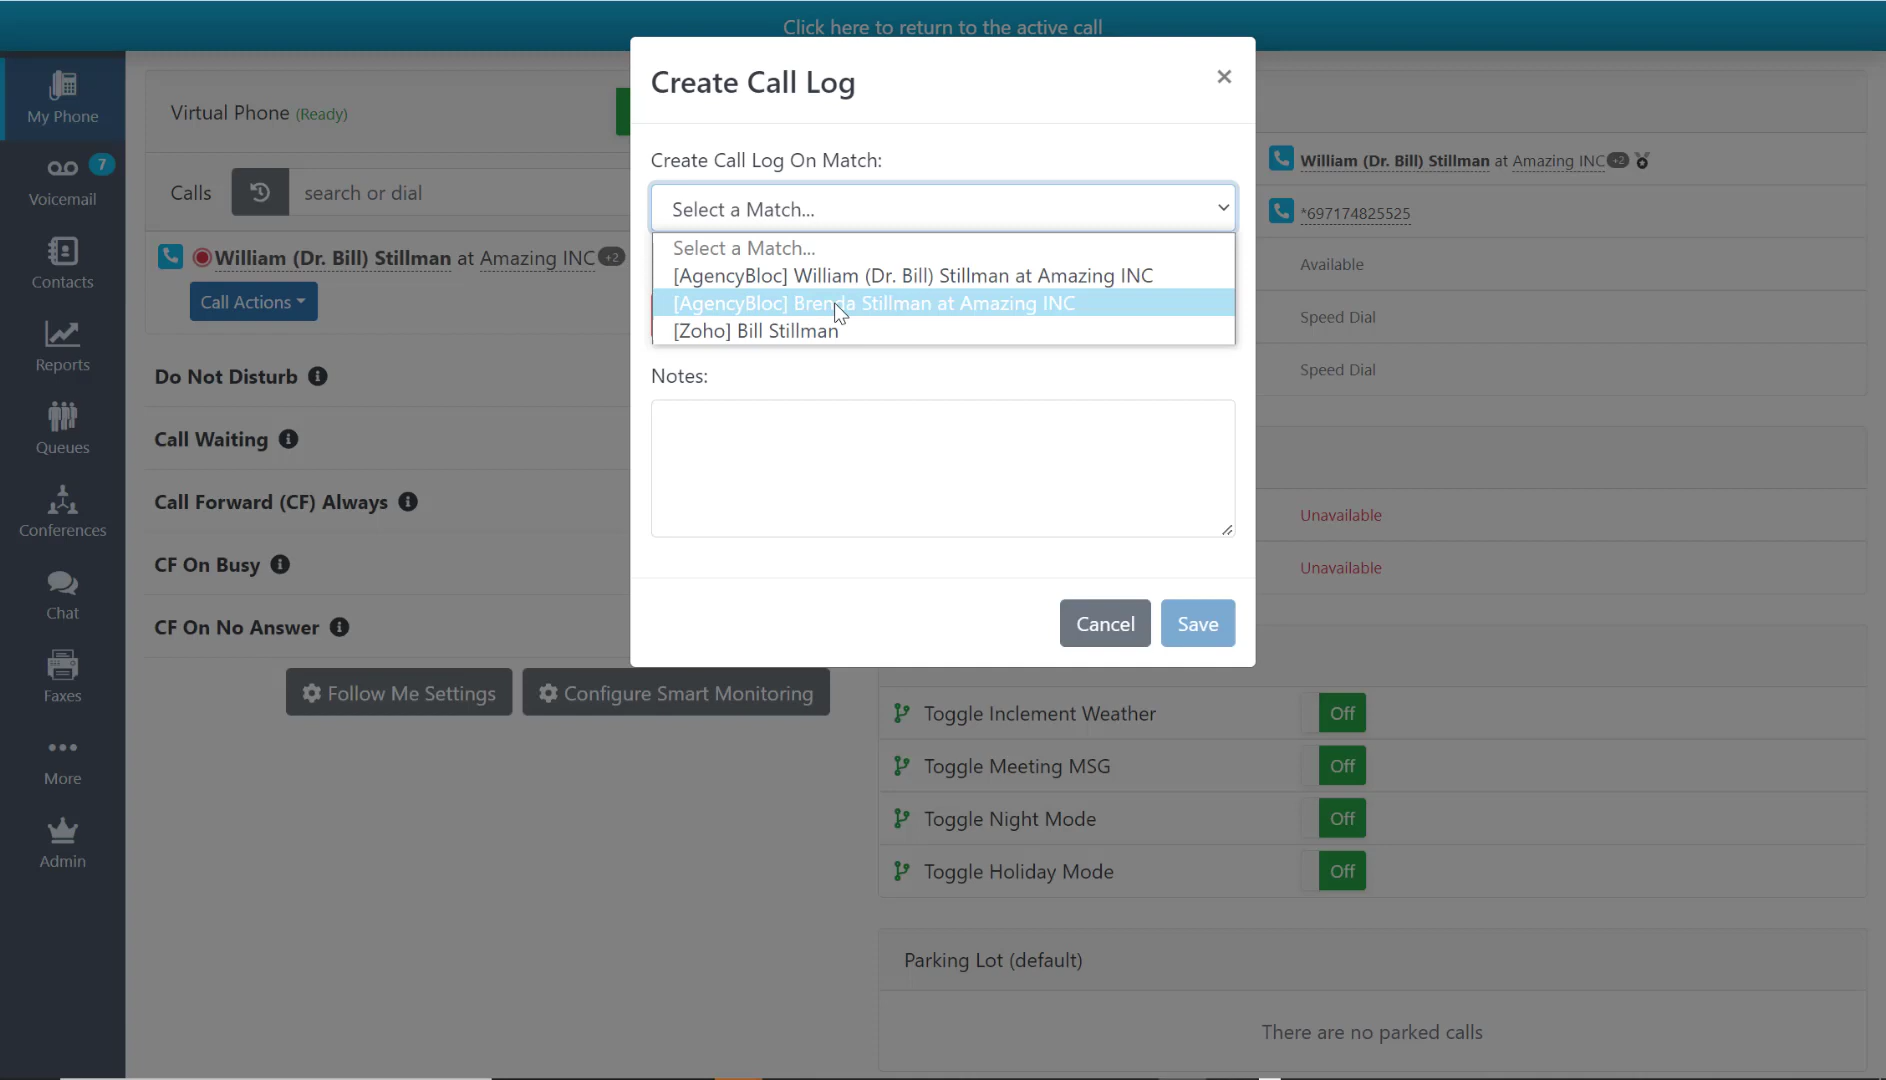 Click here to return to the active call
My Phone
7
Voicemail
Contacts
Reports
Queues
Conferences
Chat
Faxes
More
Admin
Virtual Phone (Ready)
Calls
search or dial
William (Dr. Bill) Stillman at Amazing INC +2
Call Actions
Do Not Disturb
Call Waiting
Call Forward (CF) Always
CF On Busy
CF On No Answer
Follow Me Settings
Configure Smart Monitoring
Create Call Log
×
Create Call Log On Match:
Select a Match...
Select a Match...
[AgencyBloc] William (Dr. Bill) Stillman at Amazing INC
[AgencyBloc] Brenda Stillman at Amazing INC
[Zoho] Bill Stillman
Notes:
Cancel
Save
William (Dr. Bill) Stillman at Amazing INC +2
*697174825525
Available
Speed Dial
Speed Dial
Unavailable
Unavailable
Toggle Inclement Weather Off
Toggle Meeting MSG Off
Toggle Night Mode Off
Toggle Holiday Mode Off
Parking Lot (default)
There are no parked calls